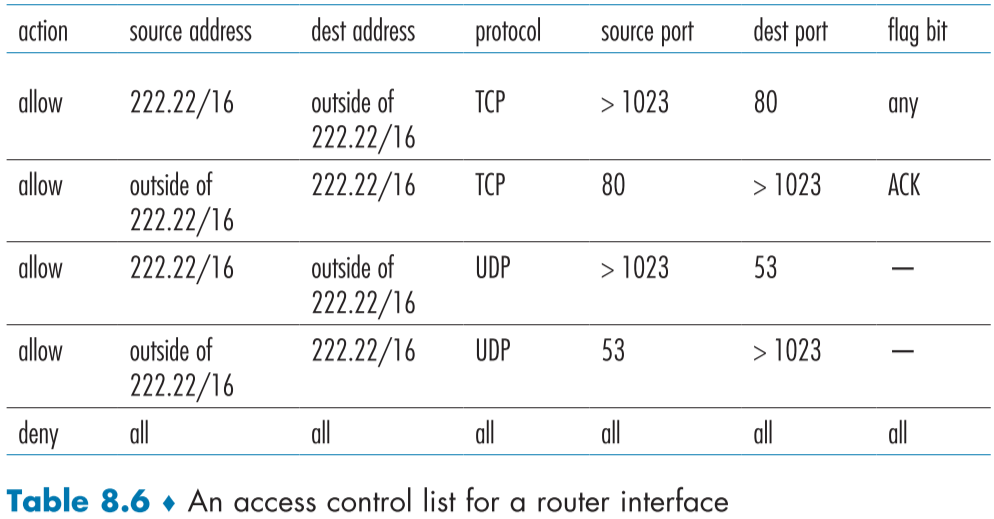 action source address dest address protocol source port dest port flag bit
allow 222.22/16 outside of TCP > 1023 80 any
222.22/16
allow outside of 222.22/16 TCP 80 > 1023 ACK
222.22/16
allow 222.22/16 outside of UDP > 1023 53 —
222.22/16
allow outside of 222.22/16 UDP 53 > 1023 —
222.22/16
deny all all all all all all
Table 8.6 ♦ An access control list for a router interface